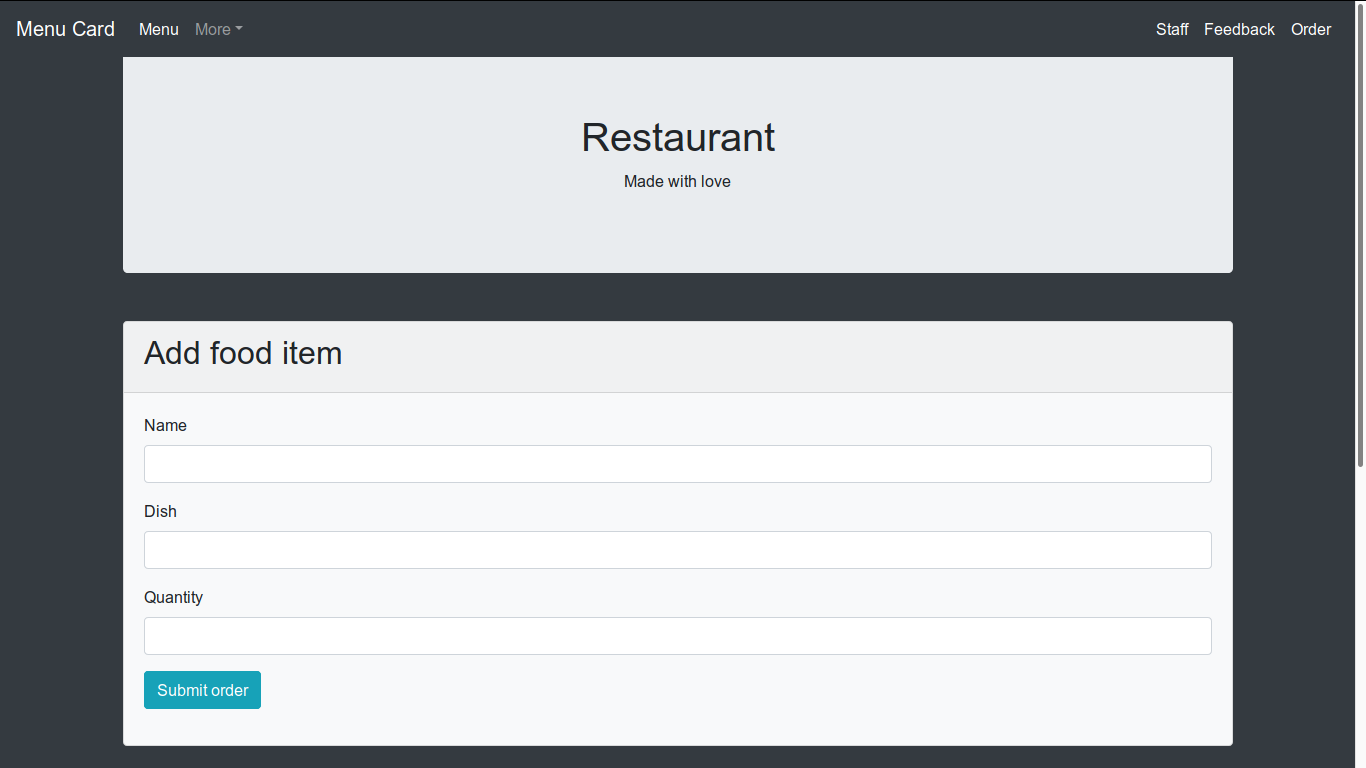 Menu Card Menu More Staff Feedback Order
Restaurant
Made with love
Add food item
Name
Dish
Quantity
Submit order